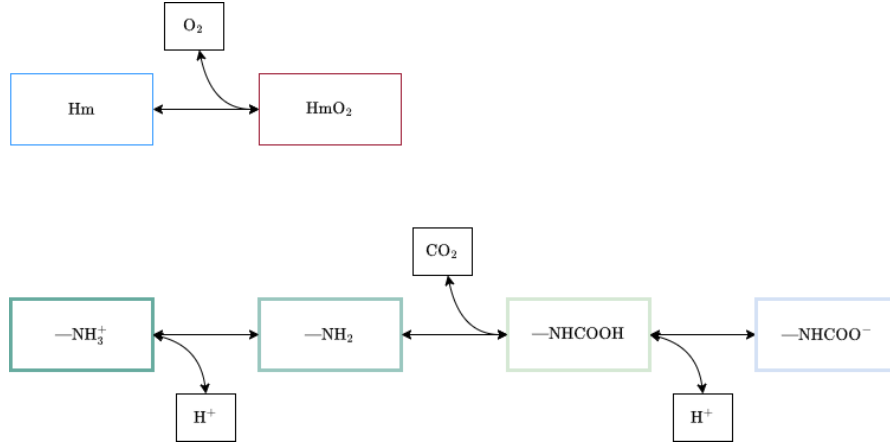 O₂
Hm
HmO₂
CO₂
—NH₃⁺
—NH₂
—NHCOOH
—NHCOO⁻
H⁺
H⁺